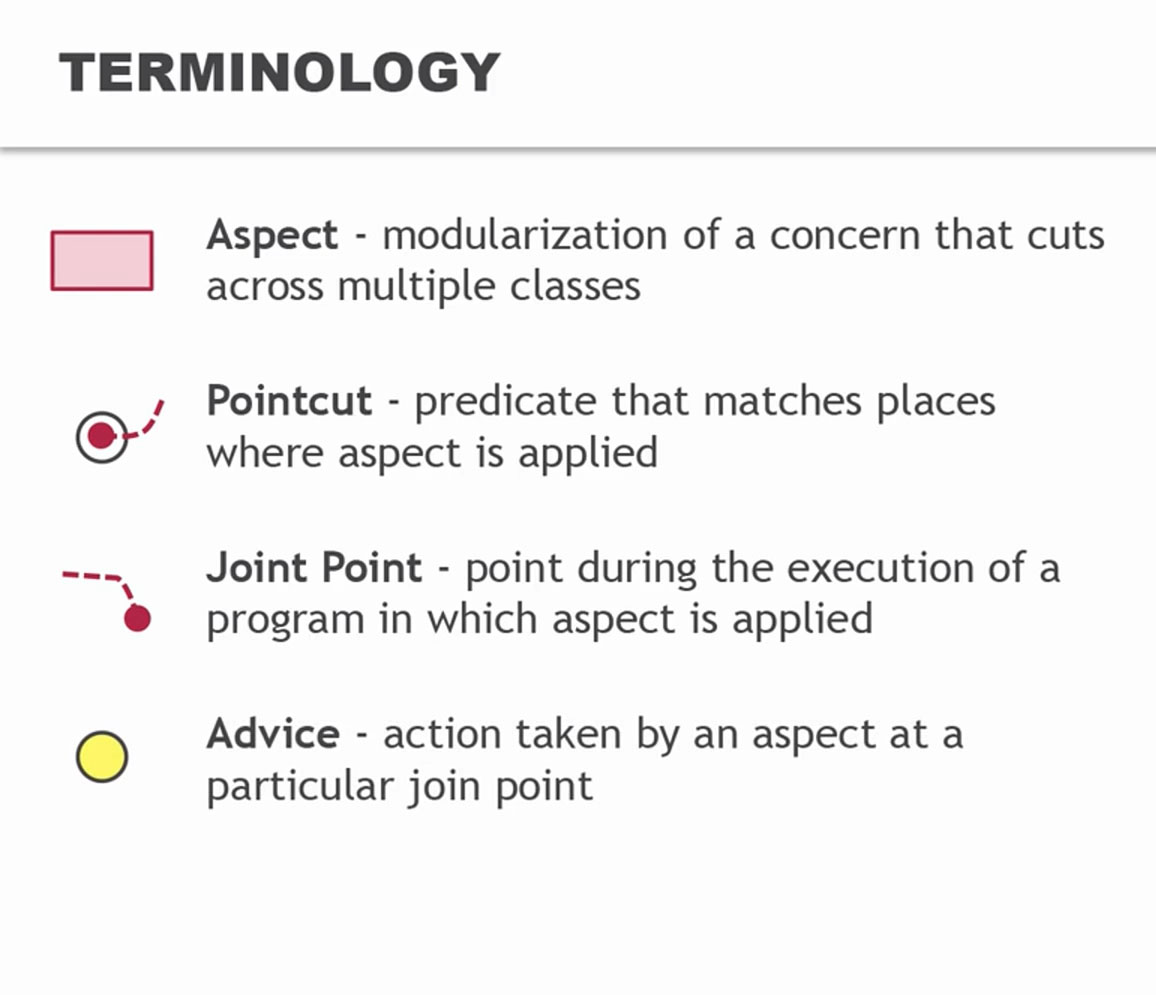 TERMINOLOGY
Aspect - modularization of a concern that cuts
across multiple classes
Pointcut - predicate that matches places
where aspect is applied
Joint Point - point during the execution of a
program in which aspect is applied
Advice - action taken by an aspect at a
particular join point